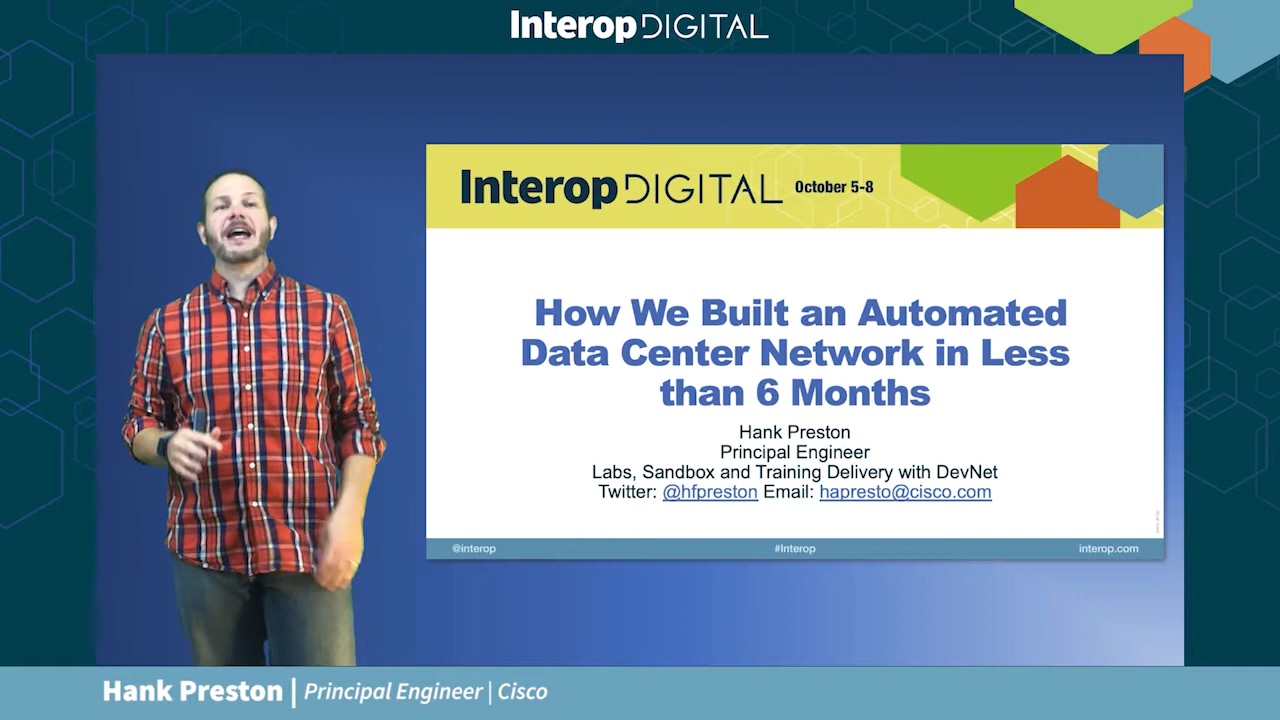 Interop DIGITAL
Interop DIGITAL October 5-8
How We Built an Automated
Data Center Network in Less
than 6 Months
Hank Preston
Principal Engineer
Labs, Sandbox and Training Delivery with DevNet
Twitter: @hfpreston Email: hapresto@cisco.com
@interop #Interop interop.com
Hank Preston | Principal Engineer | Cisco